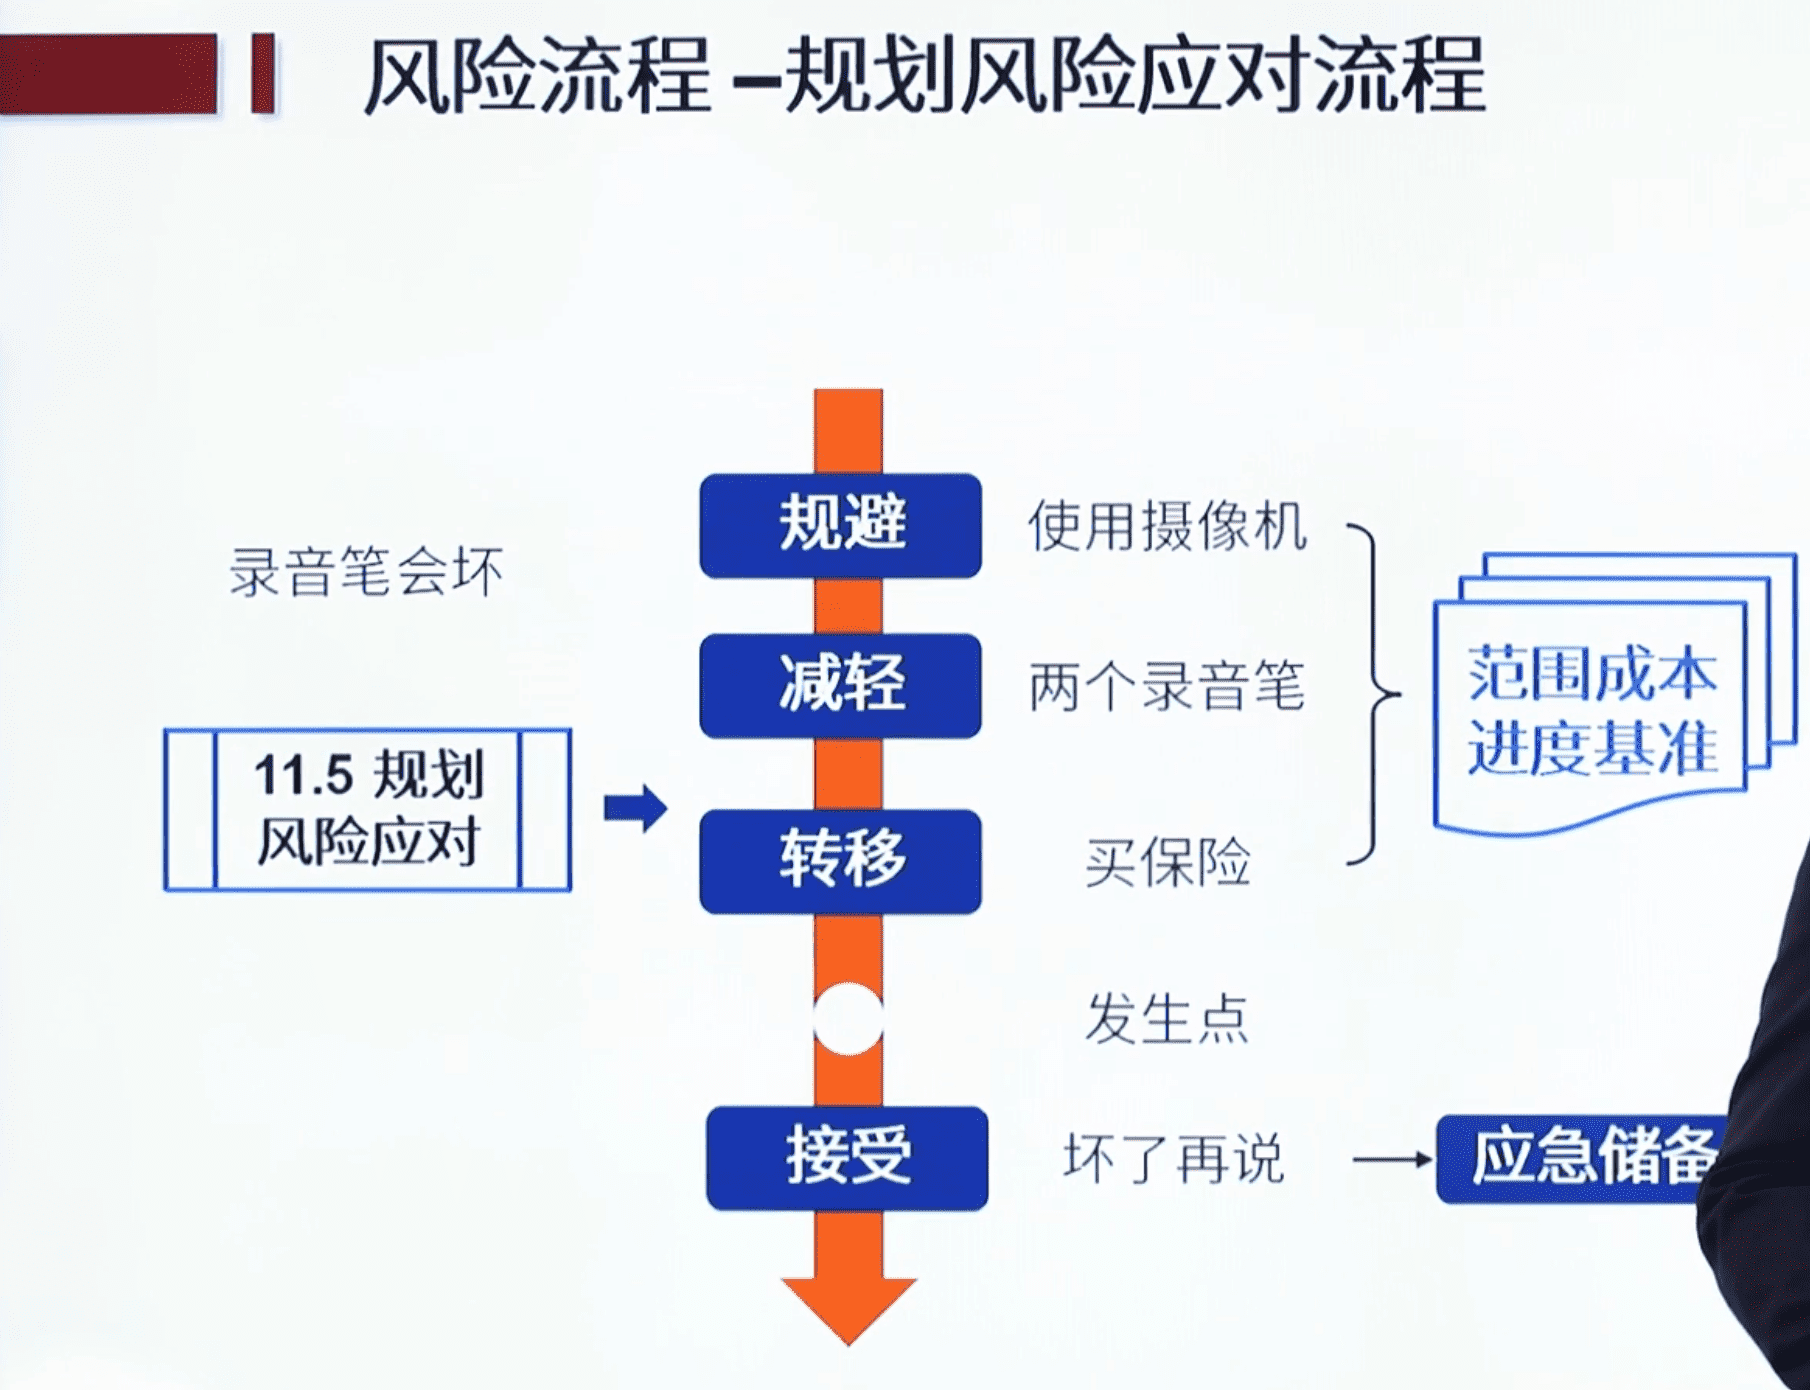 风险流程 –规划风险应对流程
录音笔会坏
11.5 规划
风险应对
规避
使用摄像机
减轻
两个录音笔
转移
买保险
范围成本
进度基准
发生点
接受
坏了再说
应急储备